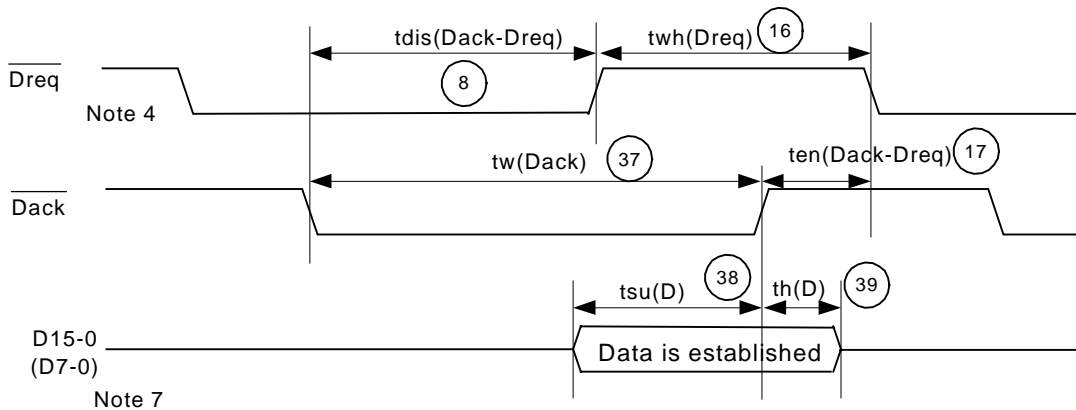 tdis(Dack-Dreq)
twh(Dreq)
16
Dreq
8
Note 4
tw(Dack)
37
ten(Dack-Dreq)
17
Dack
tsu(D)
38
th(D)
39
D15-0
(D7-0)
Data is established
Note 7